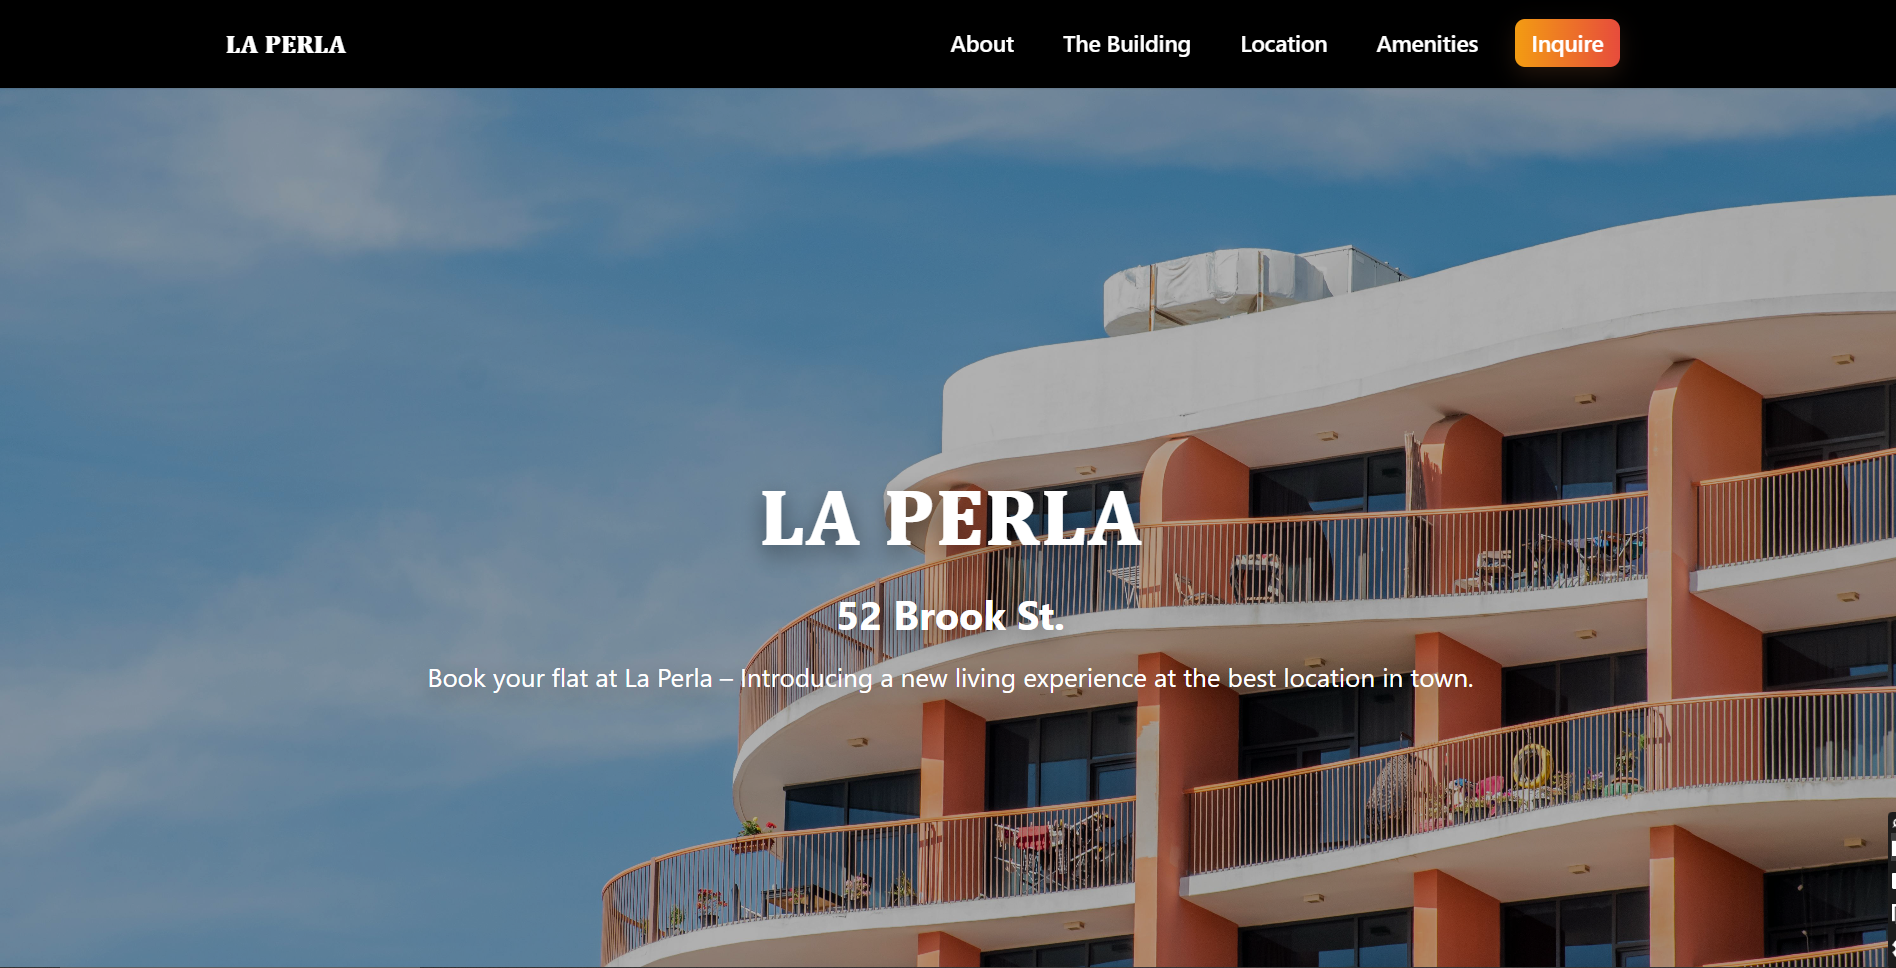 LA PERLA
About The Building Location Amenities Inquire
LA PERLA
52 Brook St.
Book your flat at La Perla – Introducing a new living experience at the best location in town.